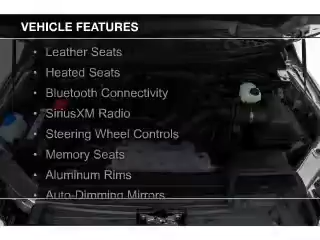 VEHICLE FEATURES
• Leather Seats
• Heated Seats
• Bluetooth Connectivity
• SiriusXM Radio
• Steering Wheel Controls
• Memory Seats
• Aluminum Rims
• Auto-Dimming Mirrors